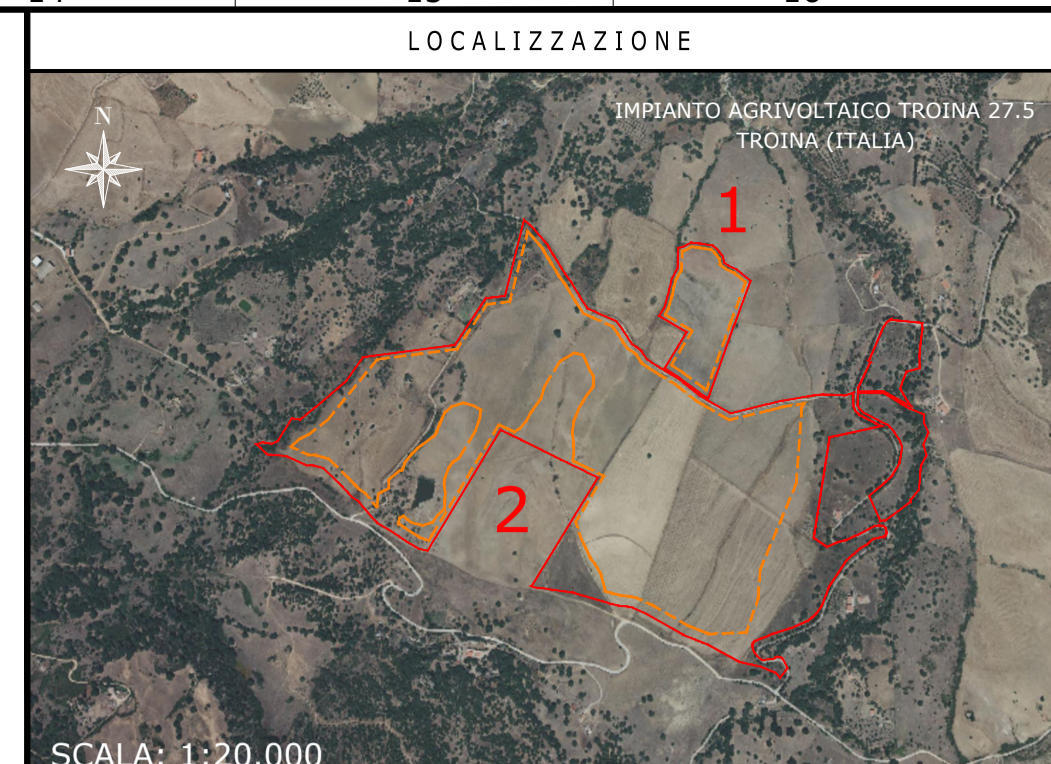 LOCALIZZAZIONE
IMPIANTO AGRIVOLTAICO TROINA 27.5
TROINA (ITALIA)
N
1
2
SCALA: 1:20.000